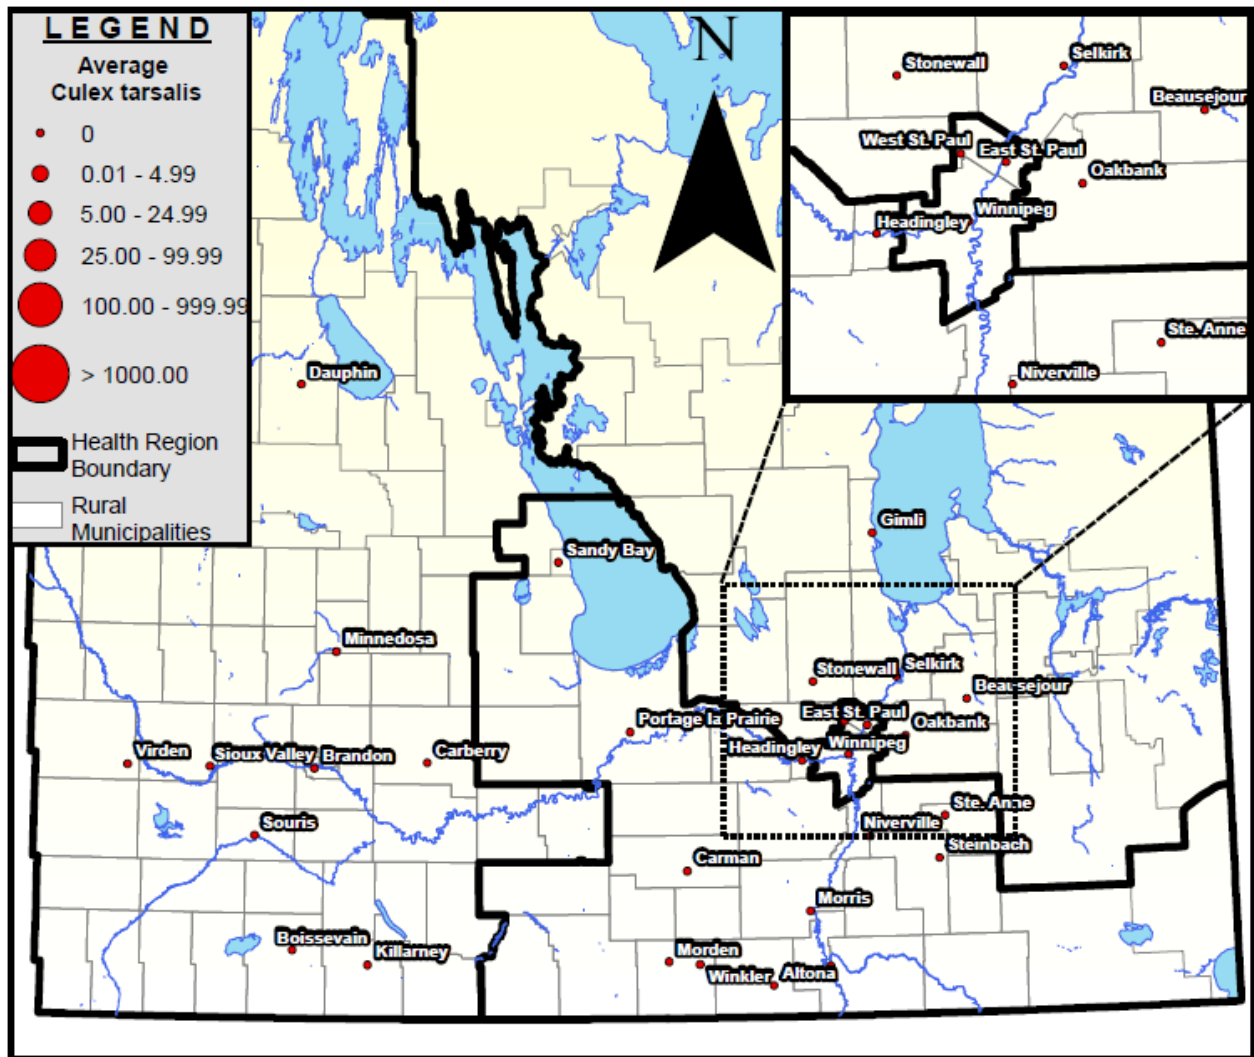 LEGEND
Average
Culex tarsalis
0
0.01 - 4.99
5.00 - 24.99
25.00 - 99.99
100.00 - 999.99
> 1000.00
Health Region
Boundary
Rural
Municipalities
N
Stonewall
Selkirk
Beausejour
West St. Paul
East St. Paul
Oakbank
Headingley
Winnipeg
Ste. Anne
Niverville
Dauphin
Gimli
Sandy Bay
Minnedosa
Stonewall
Selkirk
Beausejour
Portage la Prairie
East St. Paul
Oakbank
Headingley
Winnipeg
Virden
Sioux Valley
Brandon
Carberry
Souris
Ste. Anne
Niverville
Steinbach
Carman
Morris
Boissevain
Killarney
Morden
Winkler
Altona